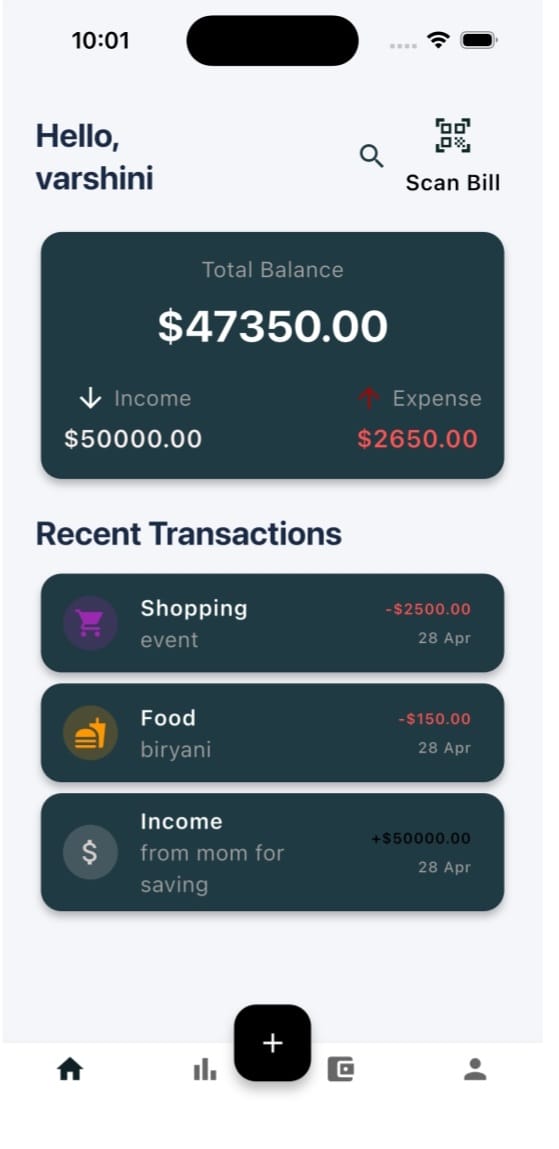 10:01
Hello,
varshini
Scan Bill
Total Balance
$47350.00
Income
Expense
$50000.00
$2650.00
Recent Transactions
Shopping
-$2500.00
event
28 Apr
Food
-$150.00
biryani
28 Apr
Income
+$50000.00
from mom for
28 Apr
saving